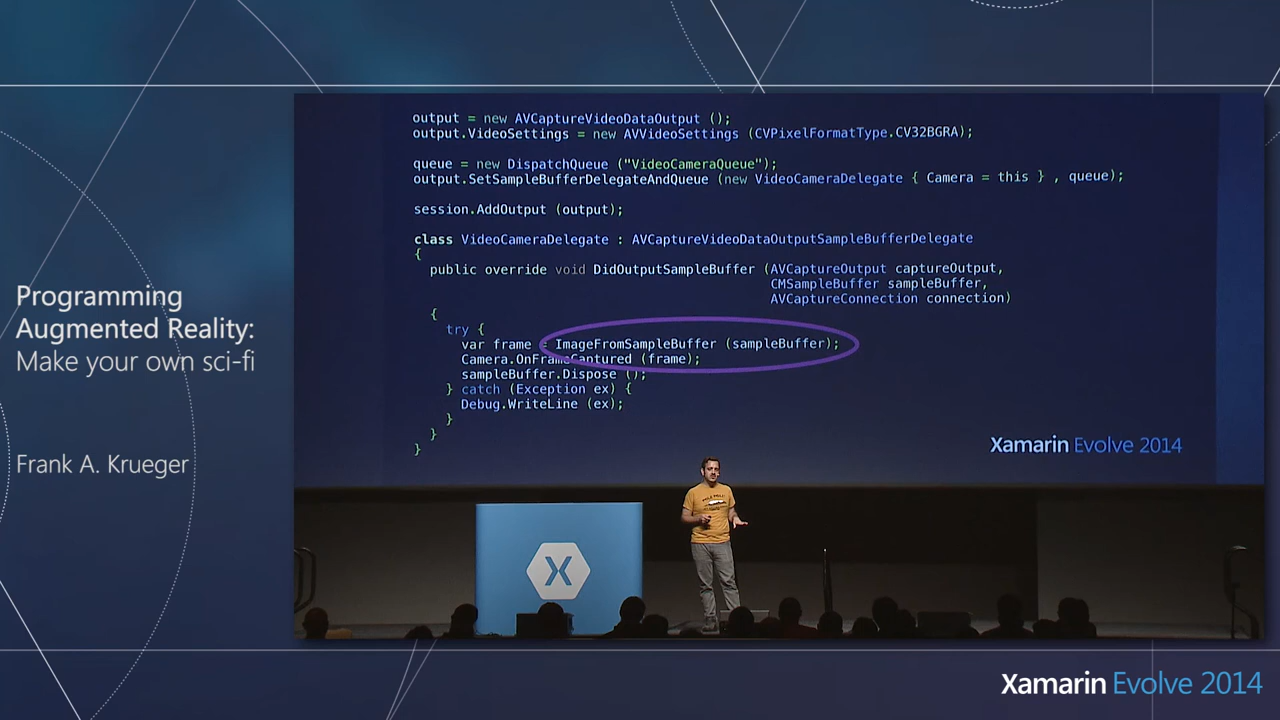 Programming
Augmented Reality:
Make your own sci-fi
Frank A. Krueger
output = new AVCaptureVideoDataOutput ();
output.VideoSettings = new AVVideoSettings (CVPixelFormatType.CV32BGRA);
queue = new DispatchQueue ("VideoCameraQueue");
output.SetSampleBufferDelegateAndQueue (new VideoCameraDelegate { Camera = this } , queue);
session.AddOutput (output);
class VideoCameraDelegate : AVCaptureVideoDataOutputSampleBufferDelegate
{
public override void DidOutputSampleBuffer (AVCaptureOutput captureOutput,
CMSampleBuffer sampleBuffer,
AVCaptureConnection connection)
{
try {
var frame = ImageFromSampleBuffer (sampleBuffer);
Camera.OnFrameCaptured (frame);
sampleBuffer.Dispose ();
} catch (Exception ex) {
Debug.WriteLine (ex);
}
}
}
Xamarin Evolve 2014
Xamarin Evolve 2014